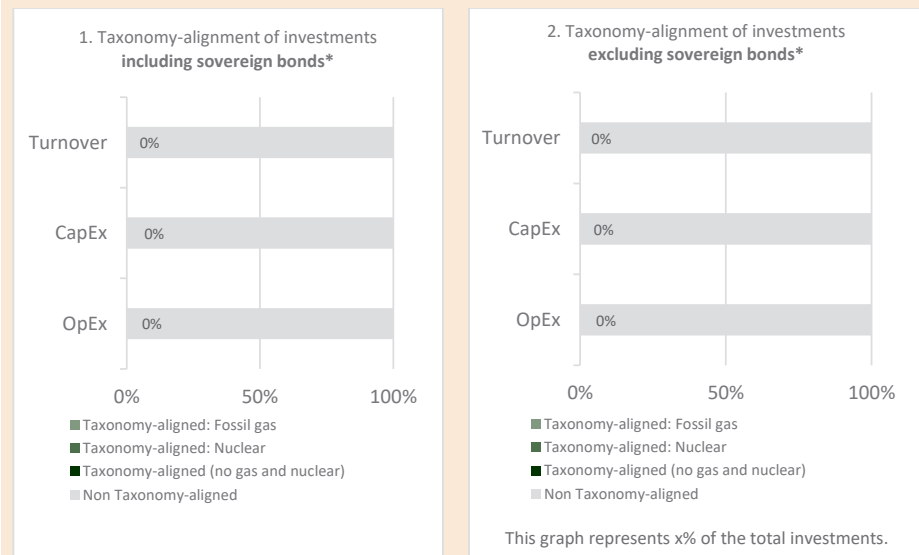 1. Taxonomy-alignment of investments
including sovereign bonds*
Turnover
0%
CapEx
0%
OpEx
0%
0%
50%
100%
Taxonomy-aligned: Fossil gas
Taxonomy-aligned: Nuclear
Taxonomy-aligned (no gas and nuclear)
Non Taxonomy-aligned
2. Taxonomy-alignment of investments
excluding sovereign bonds*
Turnover
0%
CapEx
0%
OpEx
0%
0%
50%
100%
Taxonomy-aligned: Fossil gas
Taxonomy-aligned: Nuclear
Taxonomy-aligned (no gas and nuclear)
Non Taxonomy-aligned
This graph represents x% of the total investments.